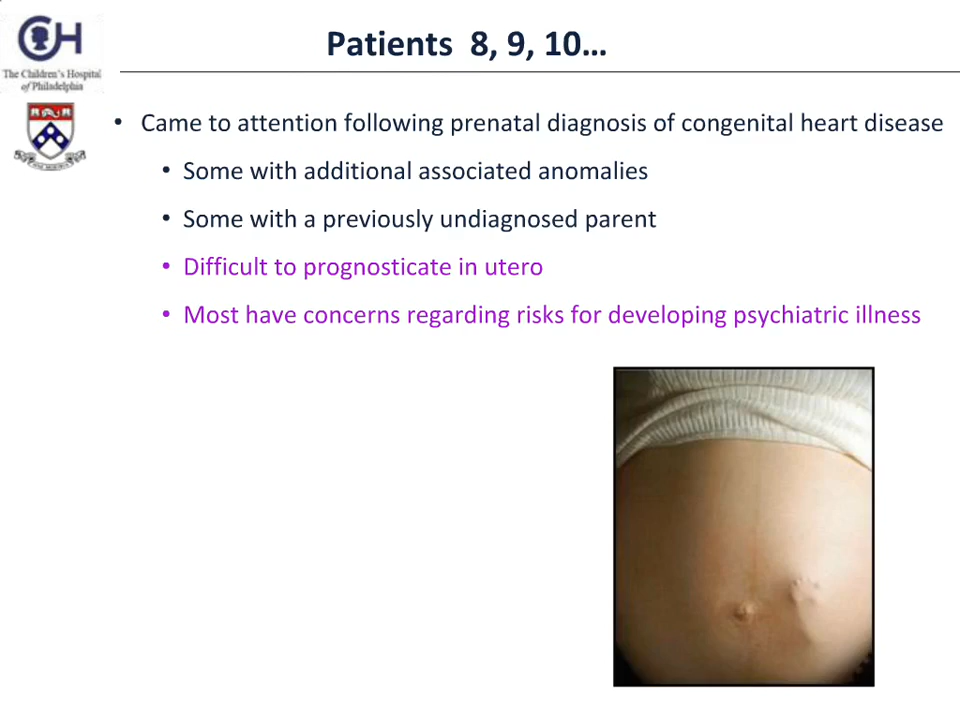 Patients 8, 9, 10…
The Children's Hospital
of Philadelphia
• Came to attention following prenatal diagnosis of congenital heart disease
• Some with additional associated anomalies
• Some with a previously undiagnosed parent
• Difficult to prognosticate in utero
• Most have concerns regarding risks for developing psychiatric illness